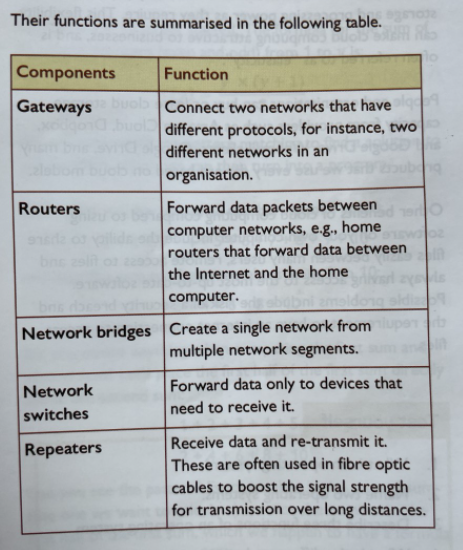 Their functions are summarised in the following table.
Components Function
Gateways Connect two networks that have
different protocols, for instance, two
different networks in an
organisation.
Routers Forward data packets between
computer networks, e.g., home
routers that forward data between
the Internet and the home
computer.
Network bridges Create a single network from
multiple network segments.
Network Forward data only to devices that
switches need to receive it.
Repeaters Receive data and re-transmit it.
These are often used in fibre optic
cables to boost the signal strength
for transmission over long distances.